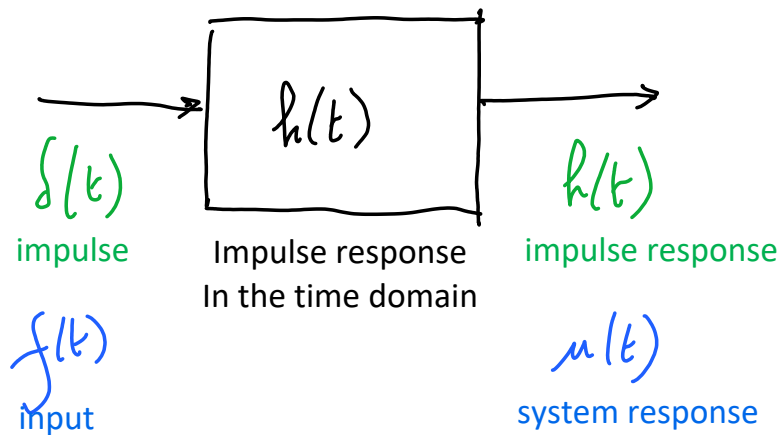 h(t)
δ(t)
h(t)
impulse
Impulse response
impulse response
In the time domain
f(t)
u(t)
input
system response